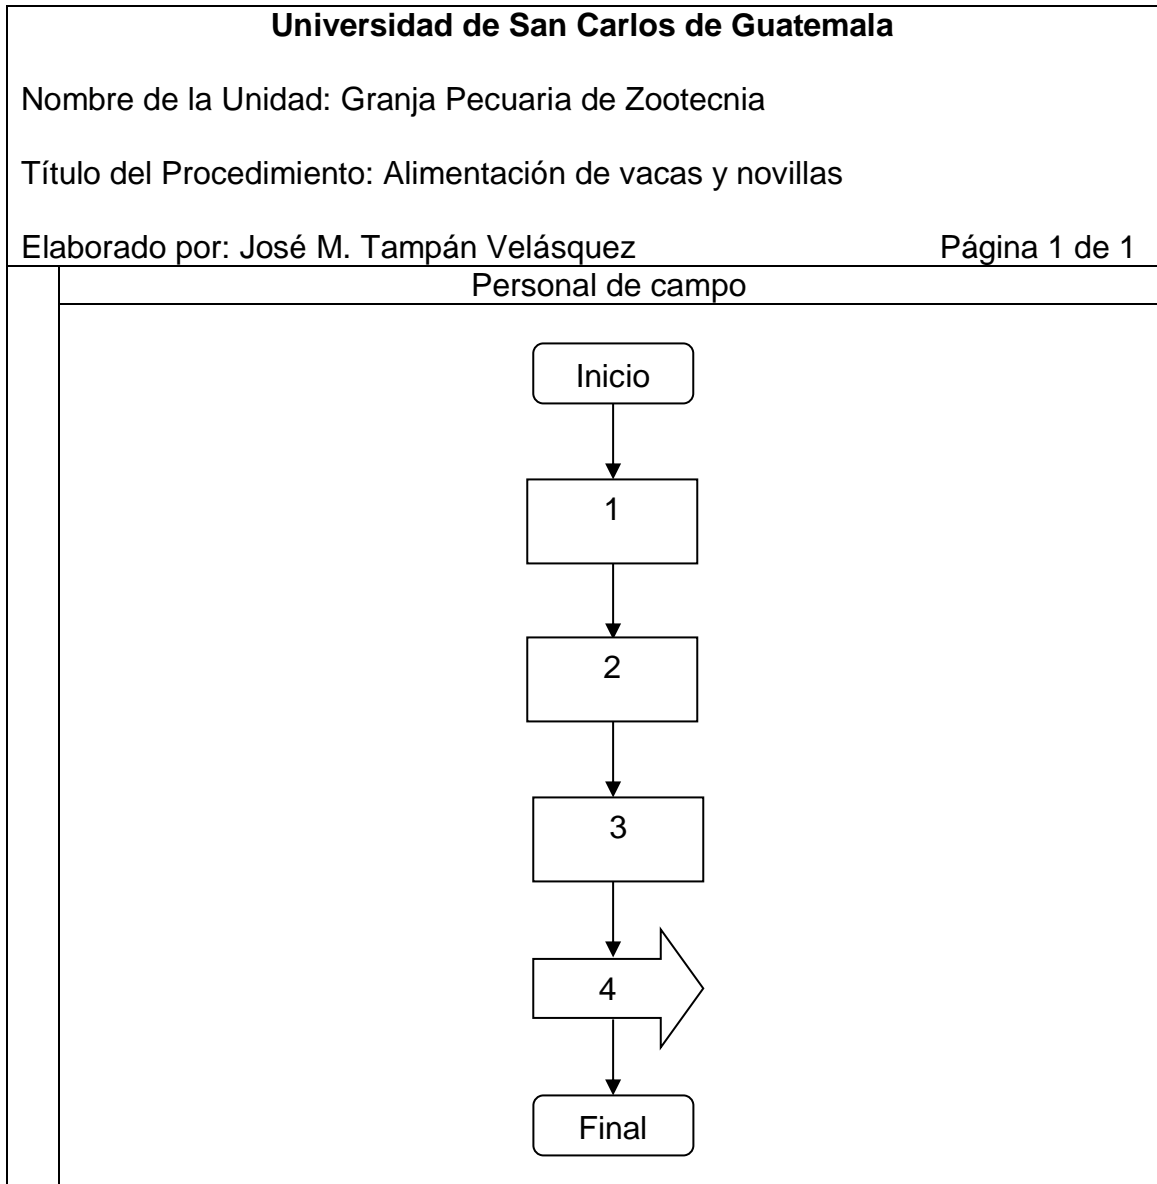 Universidad de San Carlos de Guatemala
Nombre de la Unidad: Granja Pecuaria de Zootecnia
Título del Procedimiento: Alimentación de vacas y novillas
Elaborado por: José M. Tampán Velásquez Página 1 de 1
Personal de campo
Inicio
1
2
3
4
Final